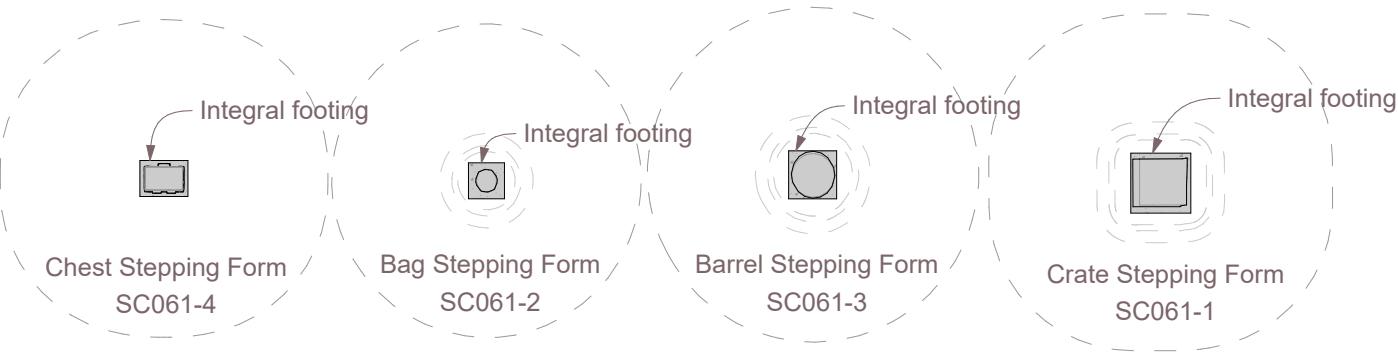 Integral footing
Chest Stepping Form
SC061-4
Integral footing
Bag Stepping Form
SC061-2
Integral footing
Barrel Stepping Form
SC061-3
Integral footing
Crate Stepping Form
SC061-1